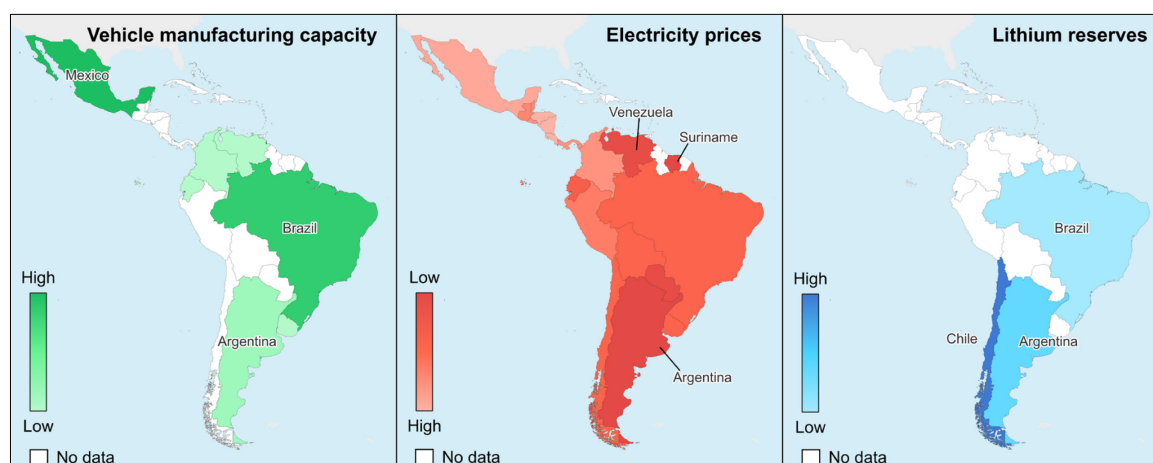 Vehicle manufacturing capacity
Mexico
Brazil
Argentina
High
Low
No data
Electricity prices
Venezuela
Suriname
Argentina
Low
High
No data
Lithium reserves
Brazil
Chile
Argentina
High
Low
No data